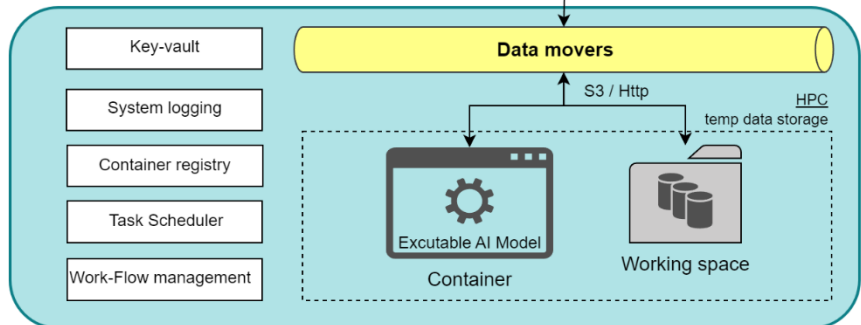 Key-vault
System logging
Container registry
Task Scheduler
Work-Flow management
Data movers
S3 / Http
HPC
temp data storage
Excutable AI Model
Container
Working space